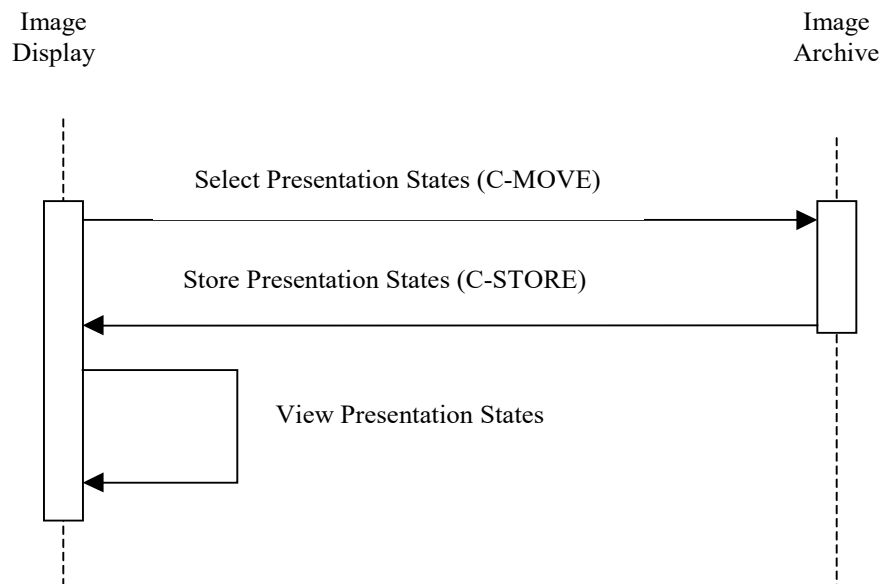 Image
Display
Image
Archive
Select Presentation States (C-MOVE)
Store Presentation States (C-STORE)
View Presentation States